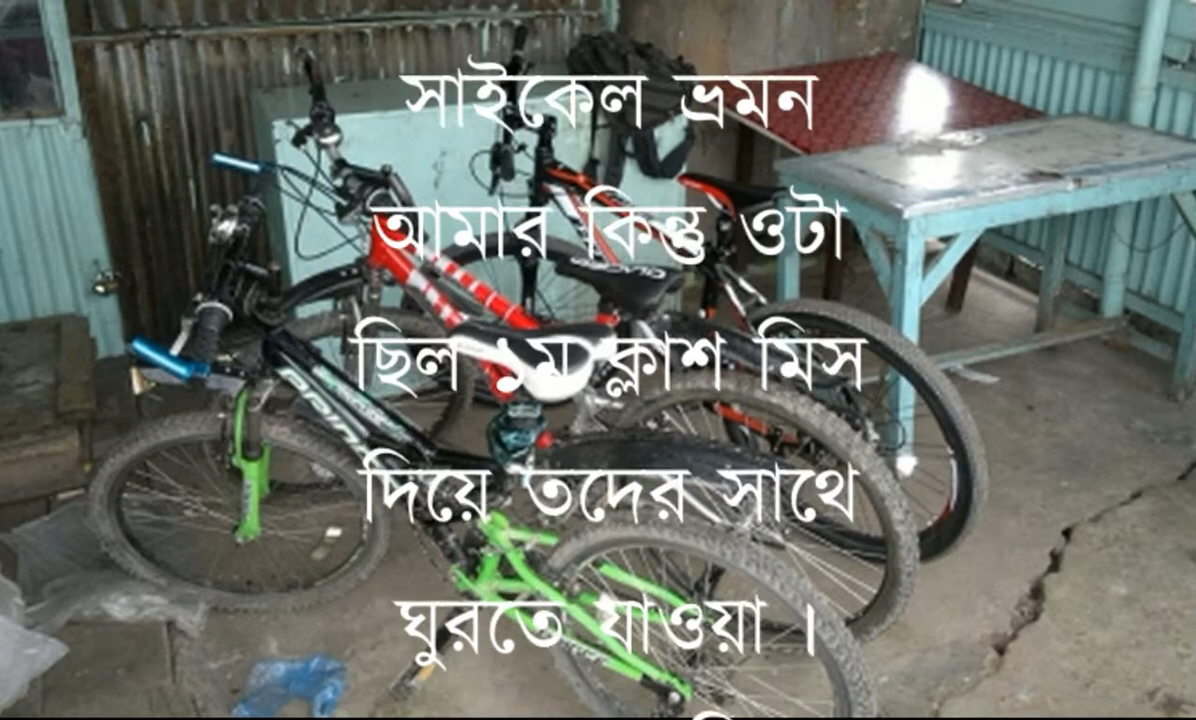 সাইকেল ভ্রমন
আমার কিন্তু ওটা
ছিল ১ম ক্লাশ মিস
দিয়ে তদের সাথে
ঘুরতে যাওয়া ।